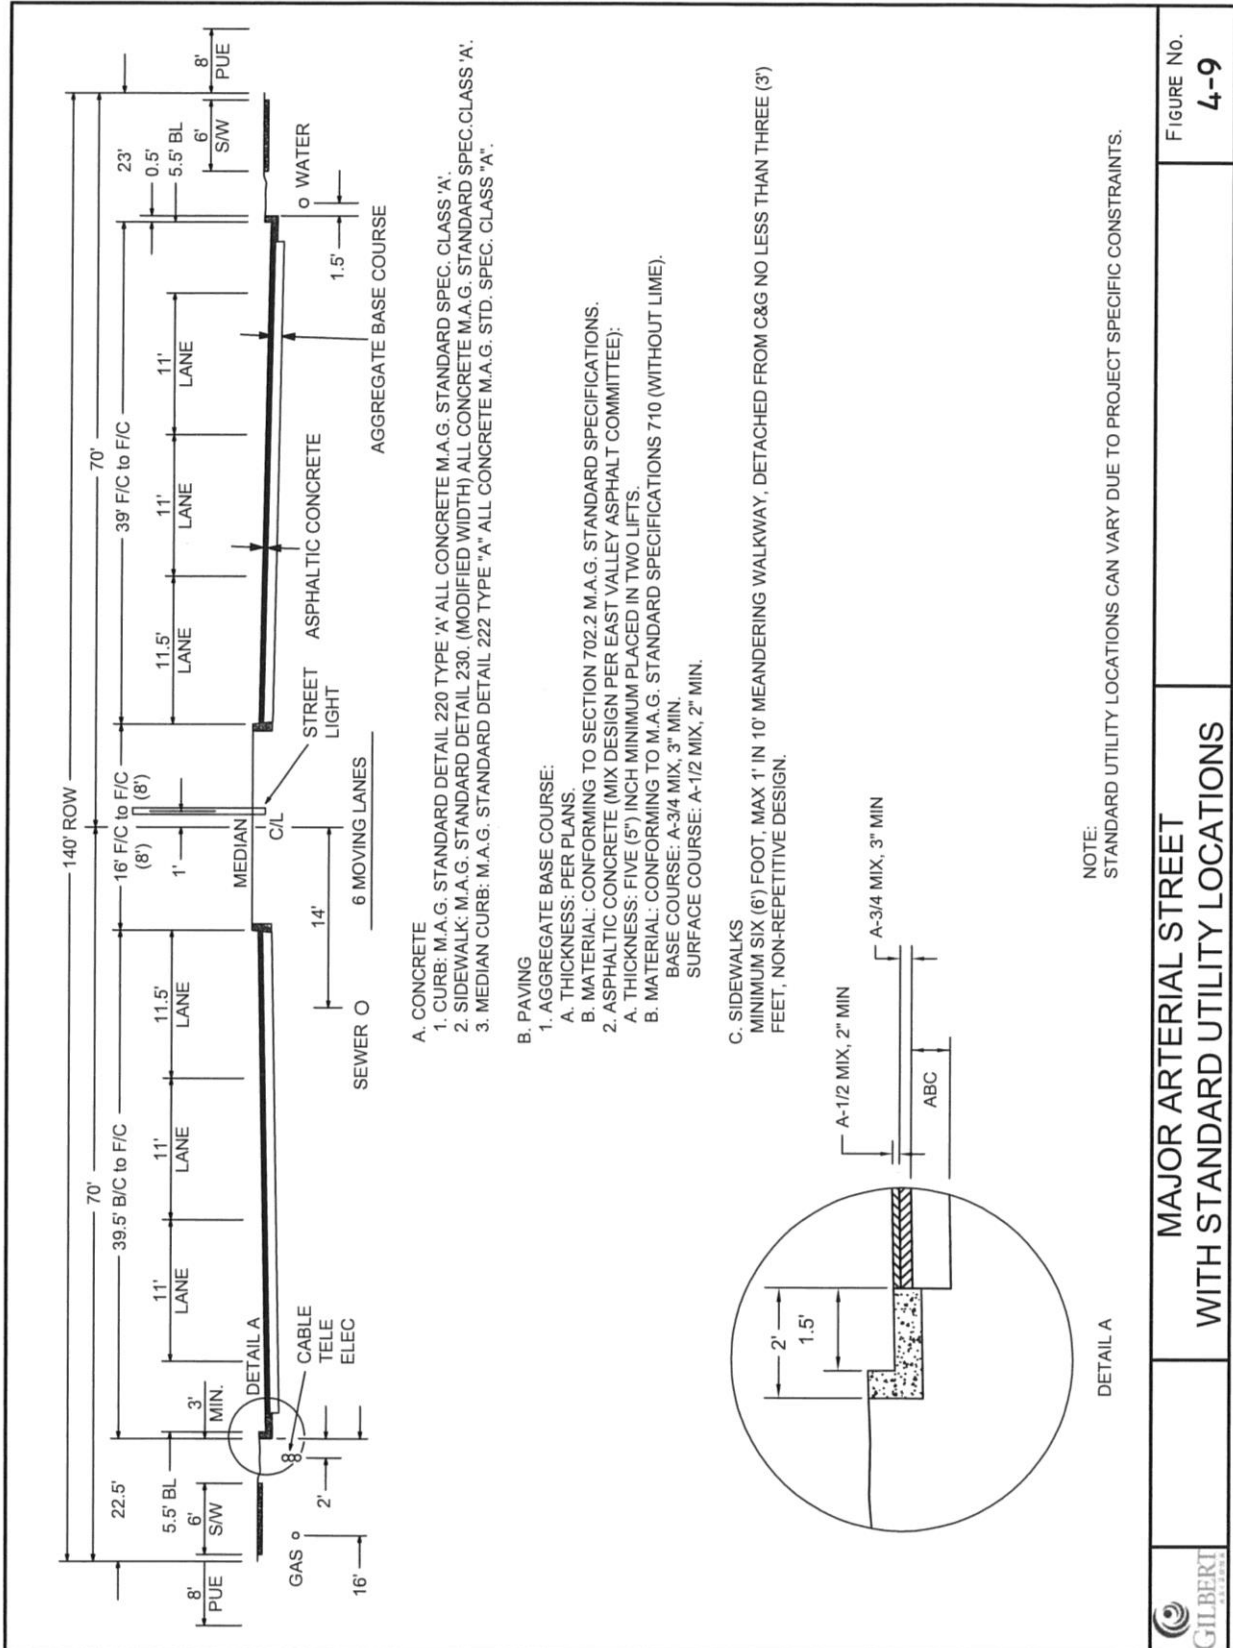 140' ROW
70'
70'
22.5'
39.5' B/C to F/C
16' F/C to F/C
(8')
(8')
39' F/C to F/C
23'
8'
PUE
5.5' BL
6'
S/W
3'
MIN.
11'
LANE
11'
LANE
11.5'
LANE
1'
11.5'
LANE
11'
LANE
11'
LANE
0.5'
5.5' BL
6'
S/W
8'
PUE
DETAIL A
MEDIAN
C/L
STREET
LIGHT
ASPHALTIC CONCRETE
AGGREGATE BASE COURSE
WATER
1.5'
GAS
16'
2'
CABLE
TELE
ELEC
SEWER
14'
6 MOVING LANES
A. CONCRETE
1. CURB: M.A.G. STANDARD DETAIL 220 TYPE 'A' ALL CONCRETE M.A.G. STANDARD SPEC. CLASS 'A'.
2. SIDEWALK: M.A.G. STANDARD DETAIL 230. (MODIFIED WIDTH) ALL CONCRETE M.A.G. STANDARD SPEC.CLASS 'A'.
3. MEDIAN CURB: M.A.G. STANDARD DETAIL 222 TYPE "A" ALL CONCRETE M.A.G. STD. SPEC. CLASS "A".
B. PAVING
1. AGGREGATE BASE COURSE:
A. THICKNESS: PER PLANS.
B. MATERIAL: CONFORMING TO SECTION 702.2 M.A.G. STANDARD SPECIFICATIONS.
2. ASPHALTIC CONCRETE (MIX DESIGN PER EAST VALLEY ASPHALT COMMITTEE):
A. THICKNESS: FIVE (5") INCH MINIMUM PLACED IN TWO LIFTS.
B. MATERIAL: CONFORMING TO M.A.G. STANDARD SPECIFICATIONS 710 (WITHOUT LIME).
BASE COURSE: A-3/4 MIX, 3" MIN.
SURFACE COURSE: A-1/2 MIX, 2" MIN.
C. SIDEWALKS
MINIMUM SIX (6') FOOT, MAX 1' IN 10' MEANDERING WALKWAY, DETACHED FROM C&G NO LESS THAN THREE (3')
FEET, NON-REPETITIVE DESIGN.
2'
1.5'
A-1/2 MIX, 2" MIN
A-3/4 MIX, 3" MIN
ABC
DETAIL A
NOTE:
STANDARD UTILITY LOCATIONS CAN VARY DUE TO PROJECT SPECIFIC CONSTRAINTS.
GILBERT
ARIZONA
MAJOR ARTERIAL STREET
WITH STANDARD UTILITY LOCATIONS
FIGURE No.
4-9